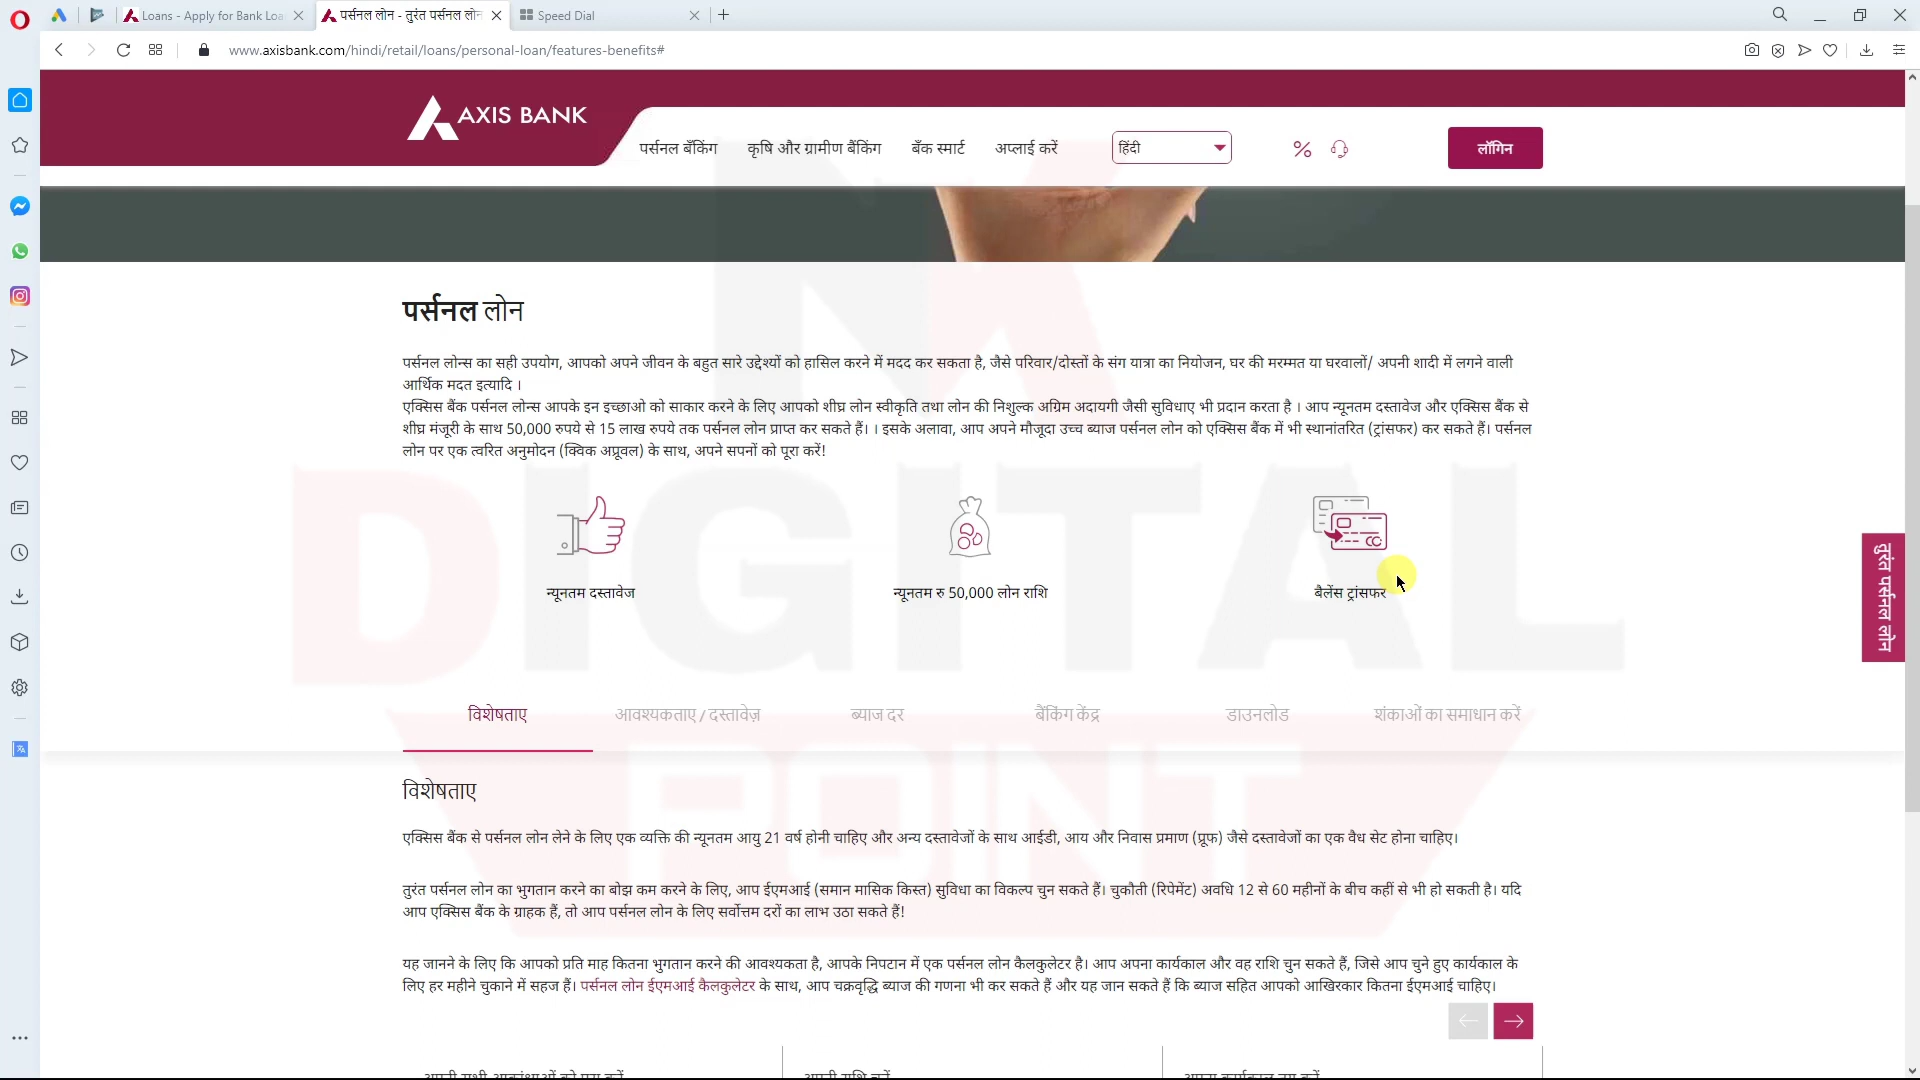 Loans - Apply for Bank Loa
पर्सनल लोन - तुरंत पर्सनल लोन
Speed Dial
www.axisbank.com/hindi/retail/loans/personal-loan/features-benefits#
AXIS BANK
पर्सनल बैंकिंग
कृषि और ग्रामीण बैंकिंग
बैंक स्मार्ट
अप्लाई करें
हिंदी
लॉगिन
पर्सनल लोन
पर्सनल लोन्स का सही उपयोग, आपको अपने जीवन के बहुत सारे उद्देश्यों को हासिल करने में मदद कर सकता है, जैसे परिवार/दोस्तों के संग यात्रा का नियोजन, घर की मरम्मत या घरवालों/ अपनी शादी में लगने वाली
आर्थिक मदत इत्यादि ।
एक्सिस बैंक पर्सनल लोन्स आपके इन इच्छाओ को साकार करने के लिए आपको शीघ्र लोन स्वीकृति तथा लोन की निशुल्क अग्रिम अदायगी जैसी सुविधाए भी प्रदान करता है । आप न्यूनतम दस्तावेज और एक्सिस बैंक से
शीघ्र मंजूरी के साथ 50,000 रुपये से 15 लाख रुपये तक पर्सनल लोन प्राप्त कर सकते हैं। । इसके अलावा, आप अपने मौजूदा उच्च ब्याज पर्सनल लोन को एक्सिस बैंक में भी स्थानांतरित (ट्रांसफर) कर सकते हैं। पर्सनल
लोन पर एक त्वरित अनुमोदन (क्विक अप्रूवल) के साथ, अपने सपनों को पूरा करें!
न्यूनतम दस्तावेज
न्यूनतम रु 50,000 लोन राशि
बैलेंस ट्रांसफर
तुरंत पर्सनल लोन
विशेषताए
आवश्यकताए / दस्तावेज़
ब्याज दर
बैंकिंग केंद्र
डाउनलोड
शंकाओं का समाधान करें
विशेषताए
एक्सिस बैंक से पर्सनल लोन लेने के लिए एक व्यक्ति की न्यूनतम आयु 21 वर्ष होनी चाहिए और अन्य दस्तावेजों के साथ आईडी, आय और निवास प्रमाण (प्रूफ) जैसे दस्तावेजों का एक वैध सेट होना चाहिए।
तुरंत पर्सनल लोन का भुगतान करने का बोझ कम करने के लिए, आप ईएमआई (समान मासिक किस्त) सुविधा का विकल्प चुन सकते हैं। चुकौती (रिपेमेंट) अवधि 12 से 60 महीनों के बीच कहीं से भी हो सकती है। यदि
आप एक्सिस बैंक के ग्राहक हैं, तो आप पर्सनल लोन के लिए सर्वोत्तम दरों का लाभ उठा सकते हैं!
यह जानने के लिए कि आपको प्रति माह कितना भुगतान करने की आवश्यकता है, आपके निपटान में एक पर्सनल लोन कैलकुलेटर है। आप अपना कार्यकाल और वह राशि चुन सकते हैं, जिसे आप चुने हुए कार्यकाल के
लिए हर महीने चुकाने में सहज हैं। पर्सनल लोन ईएमआई कैलकुलेटर के साथ, आप चक्रवृद्धि ब्याज की गणना भी कर सकते हैं और यह जान सकते हैं कि ब्याज सहित आपको आखिरकार कितना ईएमआई चाहिए।
DIGITAL
POINT